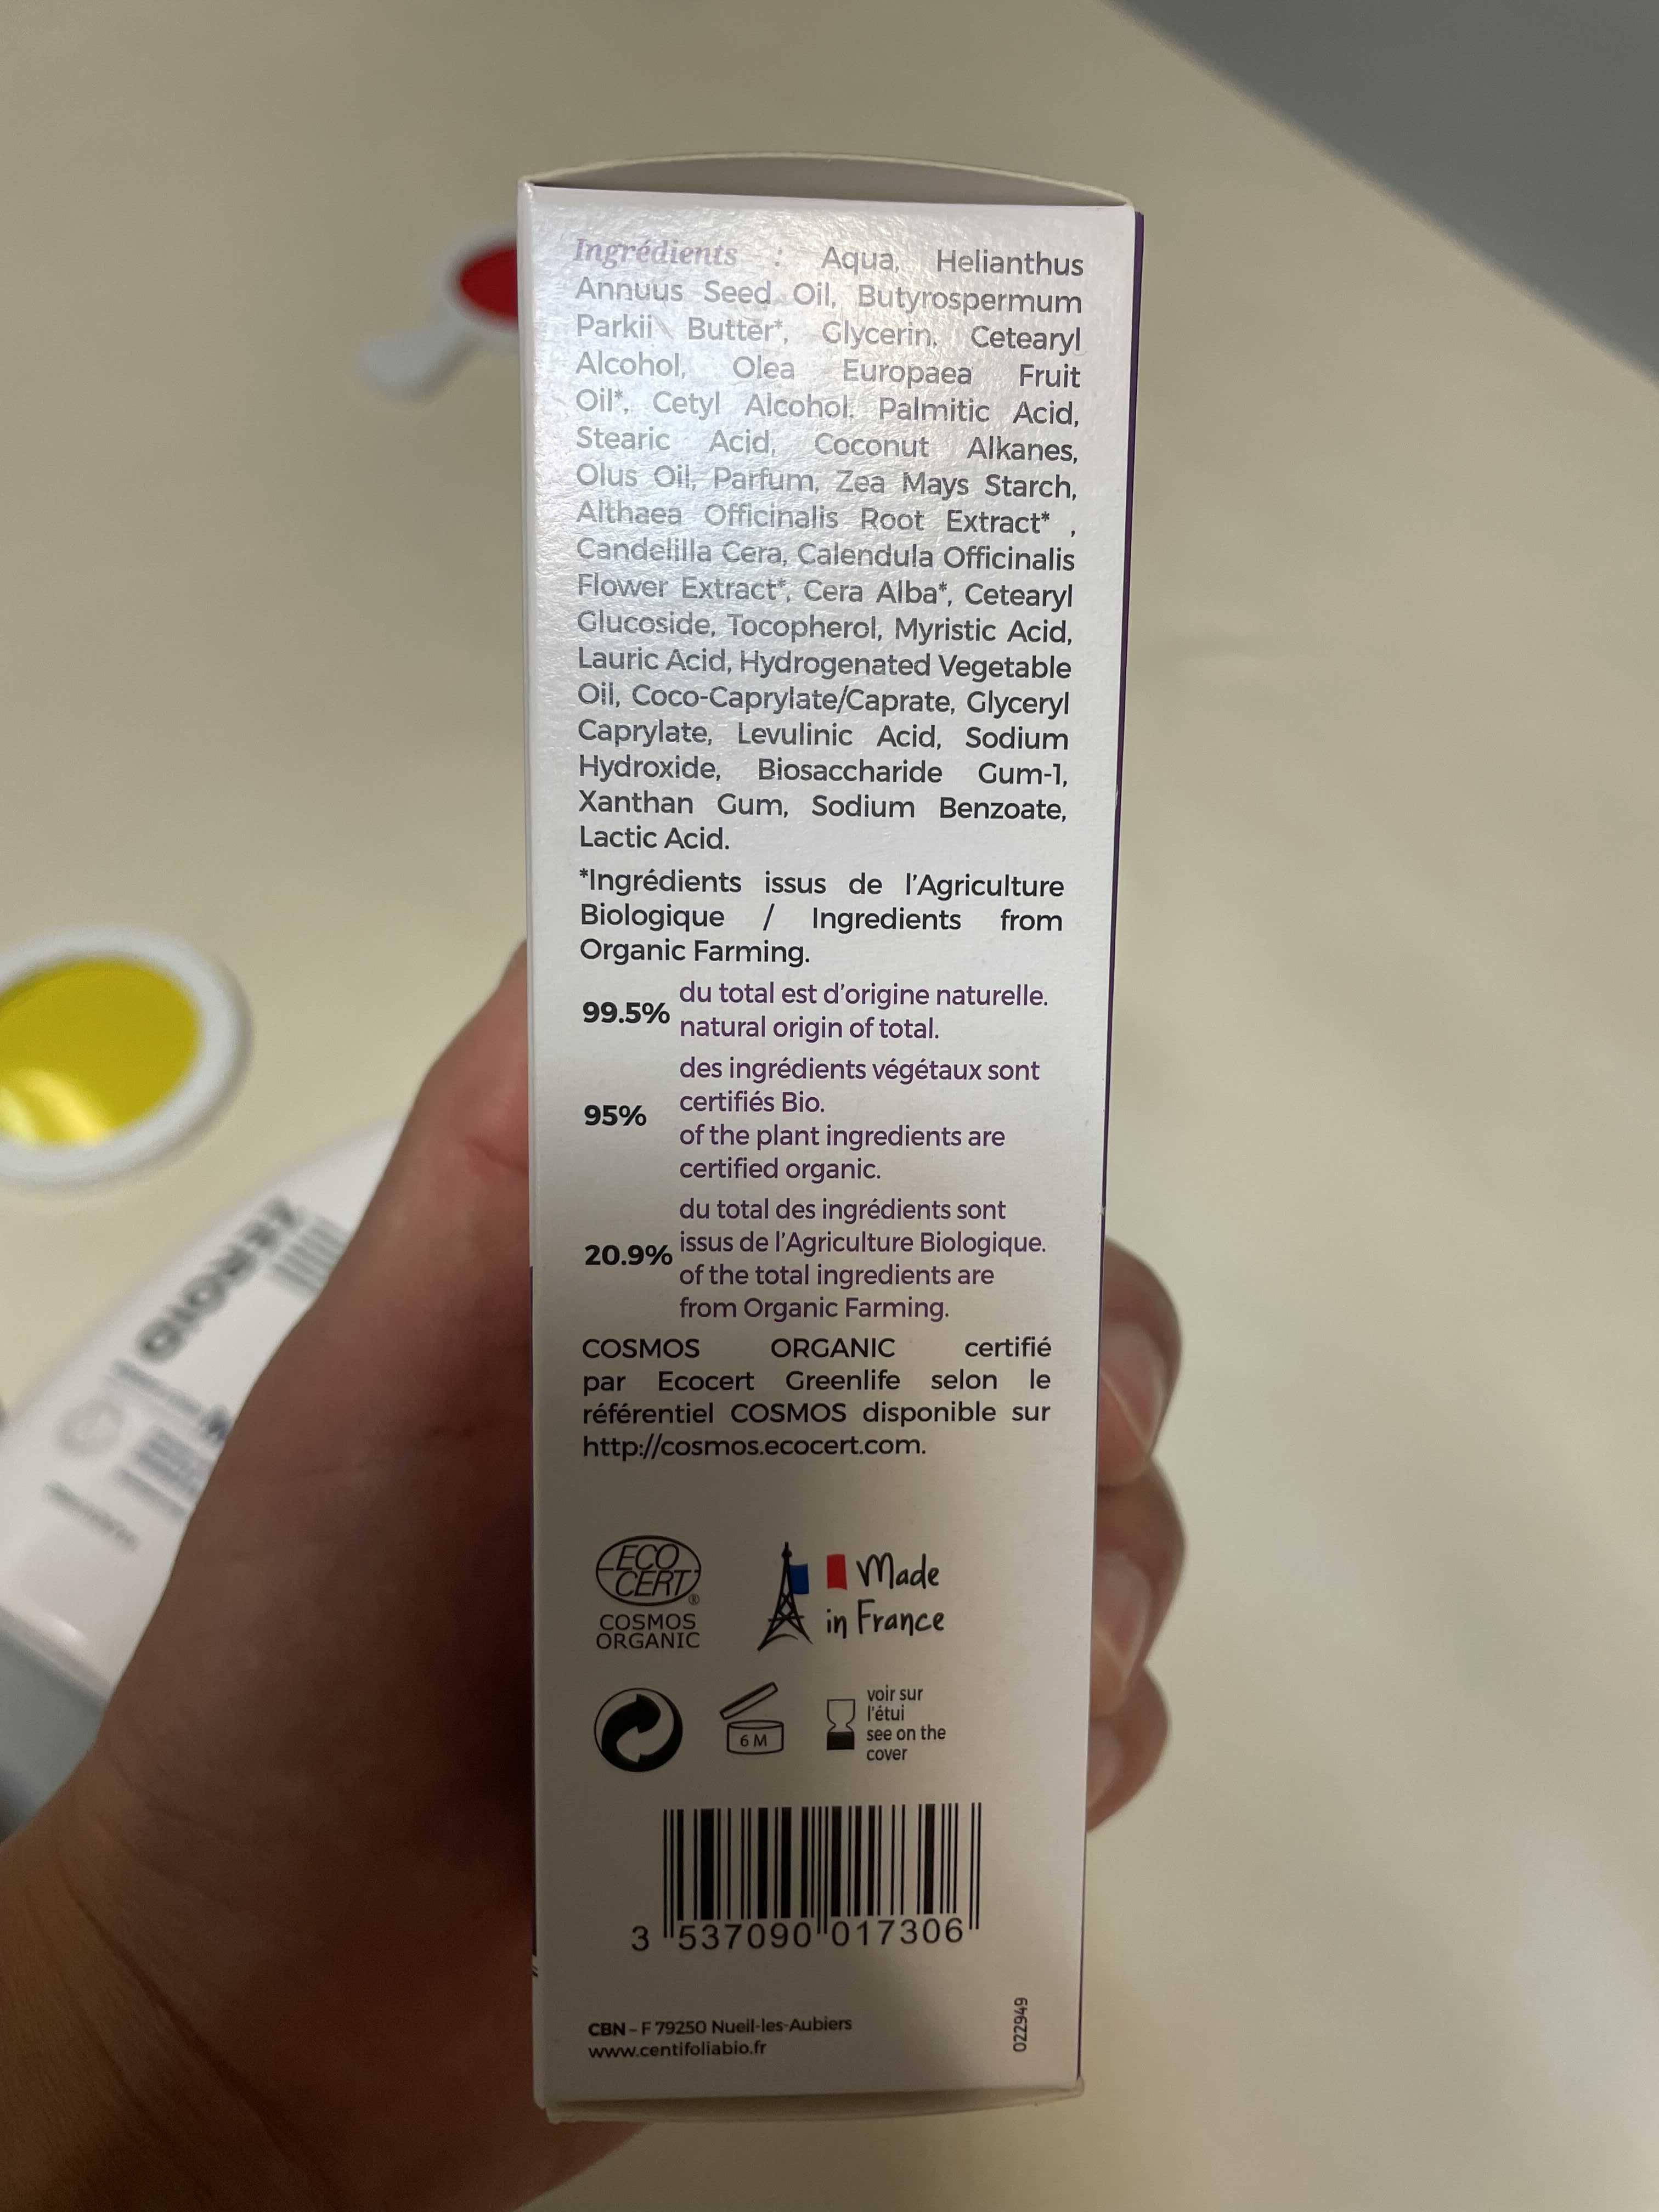 Ingrédients : Aqua, Helianthus
Annuus Seed Oil, Butyrospermum
Parkii Butter*, Glycerin, Cetearyl
Alcohol, Olea Europaea Fruit
Oil*, Cetyl Alcohol, Palmitic Acid,
Stearic Acid, Coconut Alkanes,
Olus Oil, Parfum, Zea Mays Starch,
Althaea Officinalis Root Extract* ,
Candelilla Cera, Calendula Officinalis
Flower Extract*, Cera Alba*, Cetearyl
Glucoside, Tocopherol, Myristic Acid,
Lauric Acid, Hydrogenated Vegetable
Oil, Coco-Caprylate/Caprate, Glyceryl
Caprylate, Levulinic Acid, Sodium
Hydroxide, Biosaccharide Gum-1,
Xanthan Gum, Sodium Benzoate,
Lactic Acid.
*Ingrédients issus de l'Agriculture
Biologique / Ingredients from
Organic Farming.
99.5% du total est d'origine naturelle.
natural origin of total.
95% des ingrédients végétaux sont
certifiés Bio.
of the plant ingredients are
certified organic.
20.9% du total des ingrédients sont
issus de l'Agriculture Biologique.
of the total ingredients are
from Organic Farming.
COSMOS ORGANIC certifié
par Ecocert Greenlife selon le
référentiel COSMOS disponible sur
http://cosmos.ecocert.com.
ECO
CERT®
COSMOS
ORGANIC
Made
in France
6 M
voir sur
l'étui
see on the
cover
3 537090 017306
CBN – F 79250 Nueil-les-Aubiers
www.centifoliabio.fr
022949
ZEROID